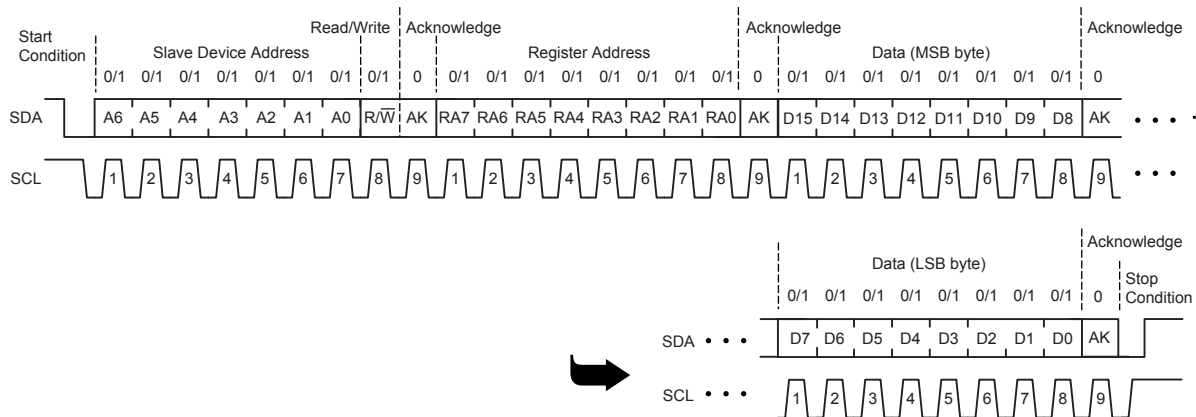 Read/Write Acknowledge Acknowledge Acknowledge
Start Condition
Slave Device Address Register Address Data (MSB byte)
0/1 0/1 0/1 0/1 0/1 0/1 0/1 0/1 0 0/1 0/1 0/1 0/1 0/1 0/1 0/1 0/1 0 0/1 0/1 0/1 0/1 0/1 0/1 0/1 0/1 0
SDA A6 A5 A4 A3 A2 A1 A0 R/W̅ AK RA7 RA6 RA5 RA4 RA3 RA2 RA1 RA0 AK D15 D14 D13 D12 D11 D10 D9 D8 AK • • • •
SCL 1 2 3 4 5 6 7 8 9 1 2 3 4 5 6 7 8 9 1 2 3 4 5 6 7 8 9 • • •
Acknowledge
Data (LSB byte) Stop Condition
0/1 0/1 0/1 0/1 0/1 0/1 0/1 0/1 0
SDA • • • D7 D6 D5 D4 D3 D2 D1 D0 AK
SCL • • • 1 2 3 4 5 6 7 8 9